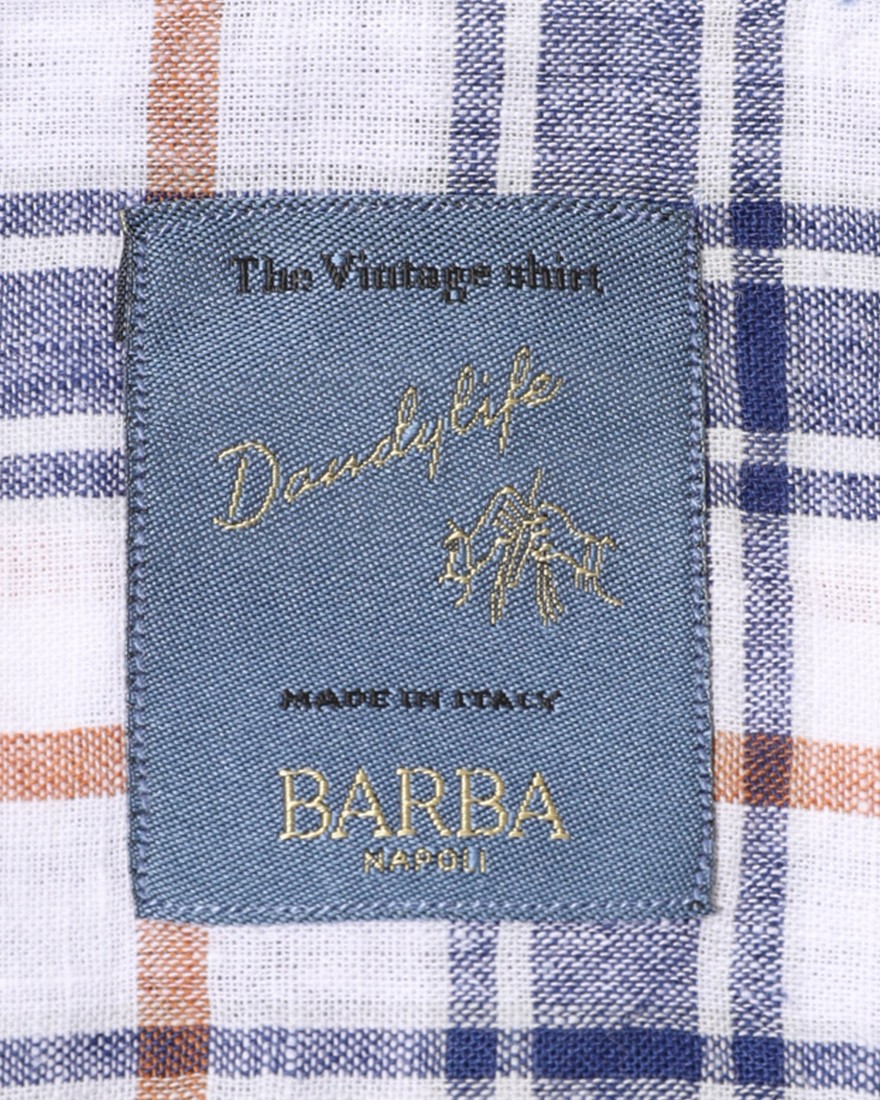 The Vintage shirt
Dandylife
MADE IN ITALY
BARBA
NAPOLI